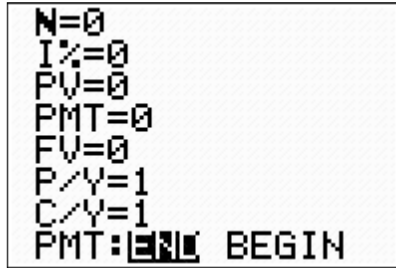 N=0
I%=0
PV=0
PMT=0
FV=0
P/Y=1
C/Y=1
PMT:END BEGIN